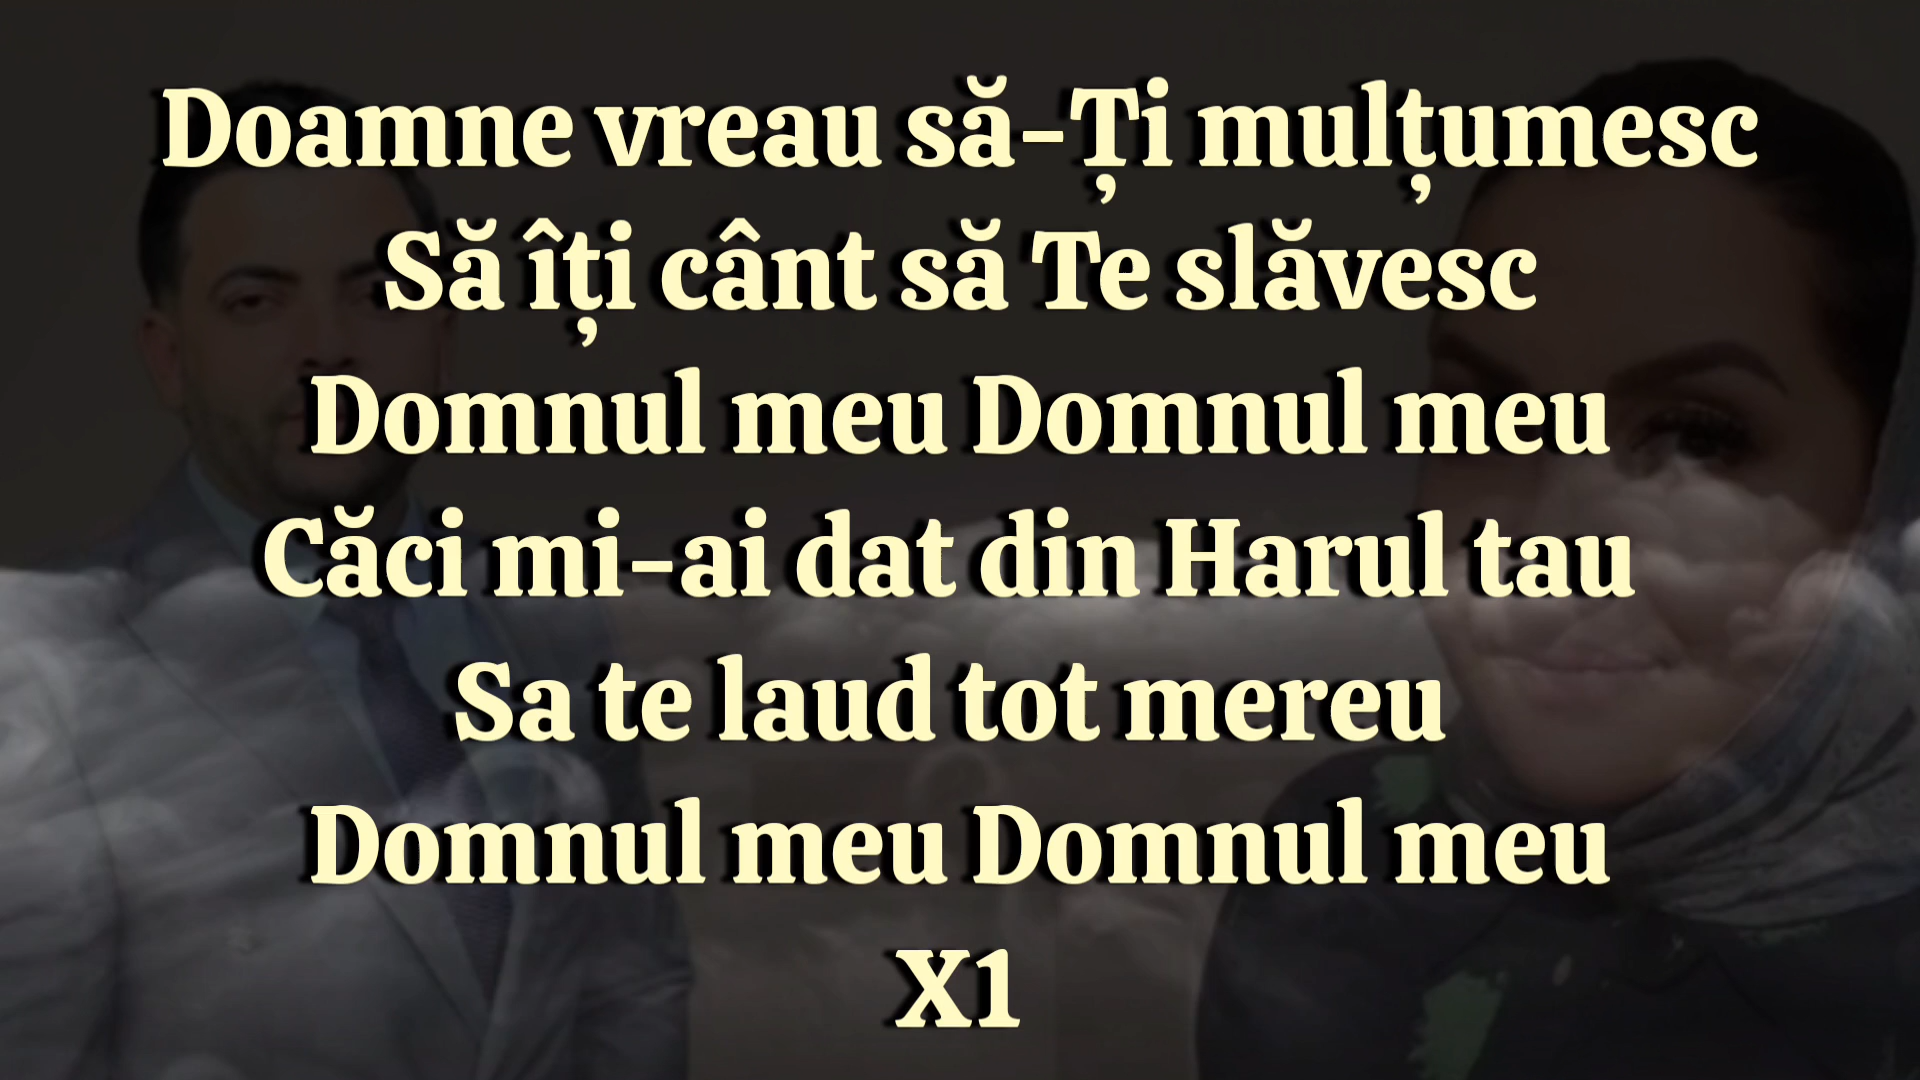 Doamne vreau să-Ți mulțumesc
Să îți cânt să Te slăvesc
Domnul meu Domnul meu
Căci mi-ai dat din Harul tau
Sa te laud tot mereu
Domnul meu Domnul meu
X1